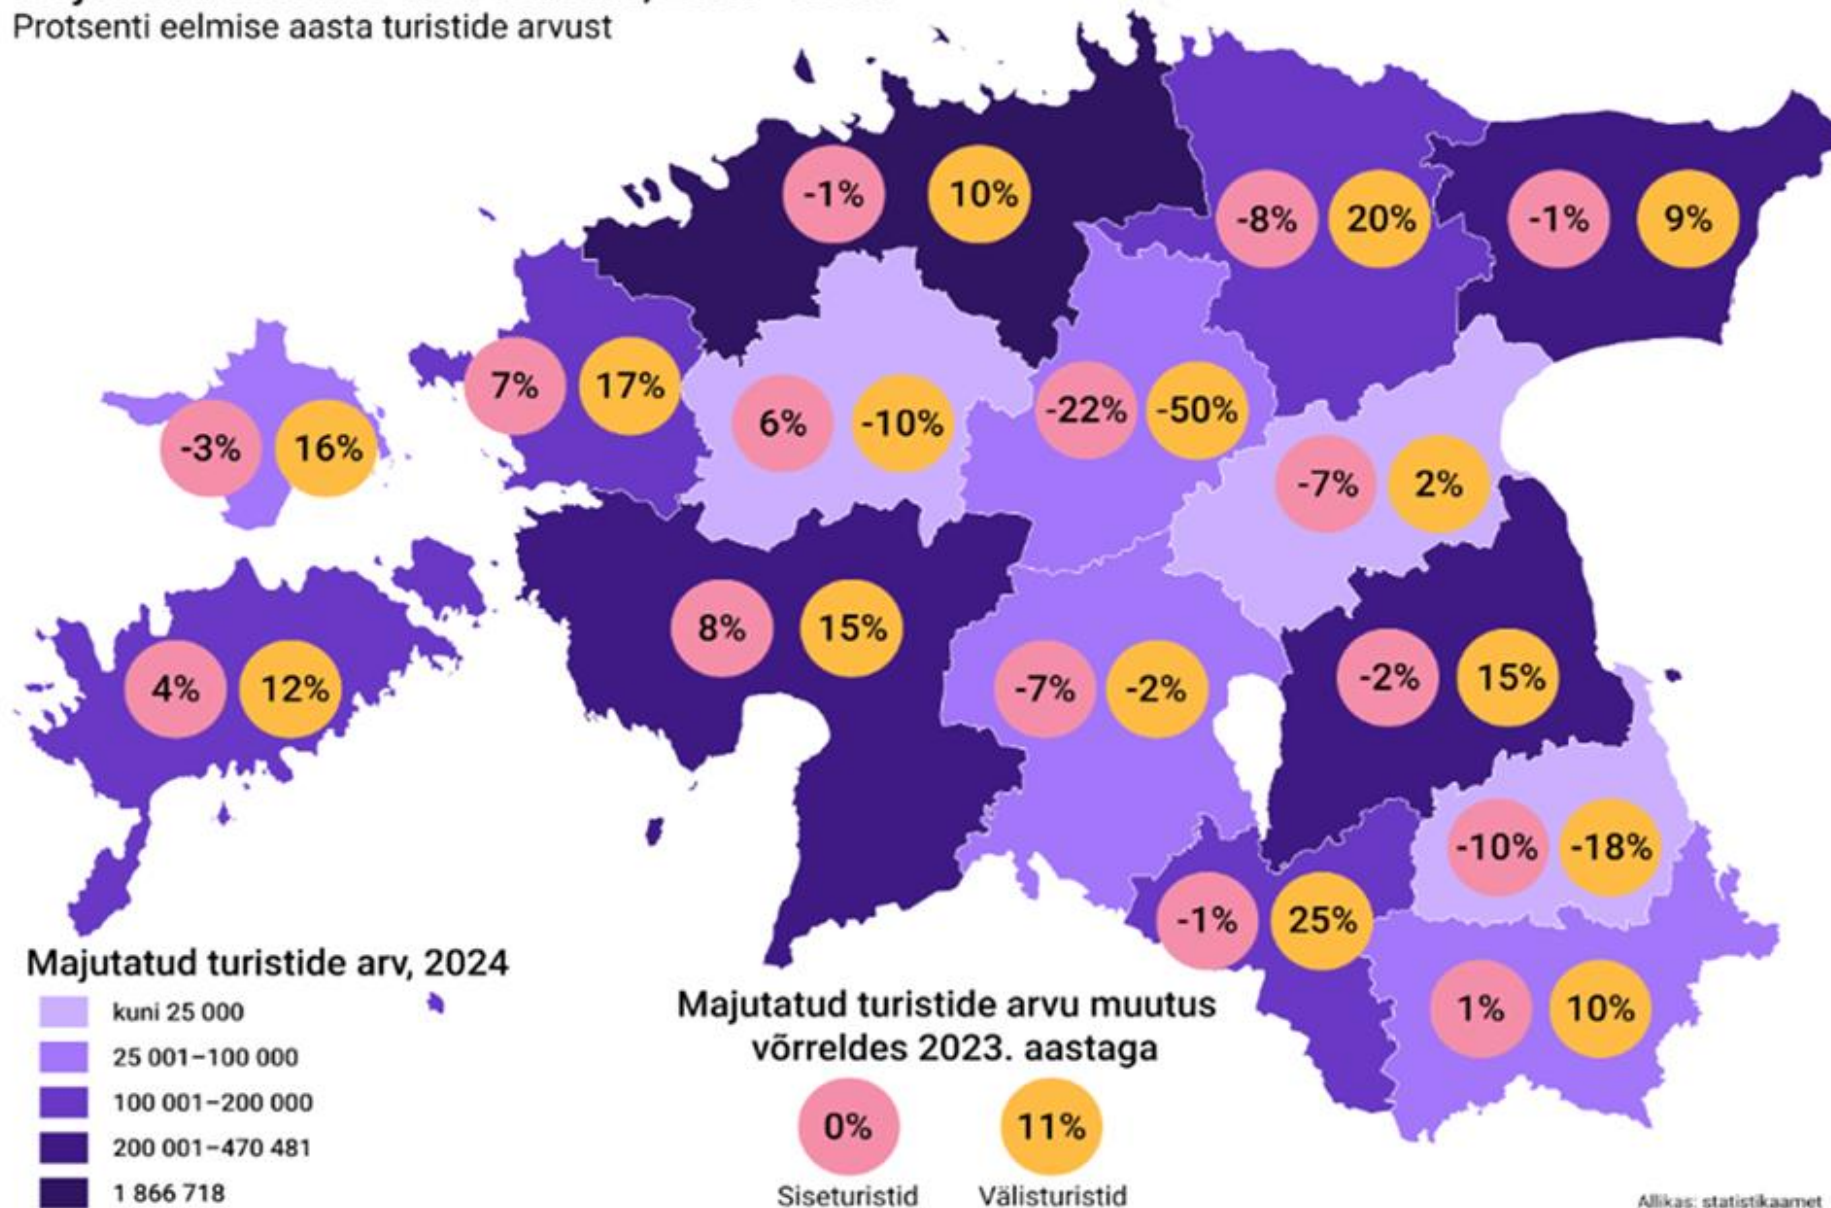 Protsenti eelmise aasta turistide arvust
-1% 10%
-8% 20%
-1% 9%
7% 17%
-3% 16%
6% -10%
-22% -50%
-7% 2%
8% 15%
4% 12%
-7% -2%
-2% 15%
-10% -18%
-1% 25%
1% 10%
Majutatud turistide arv, 2024
kuni 25 000
25 001–100 000
100 001–200 000
200 001–470 481
1 866 718
Majutatud turistide arvu muutus
võrreldes 2023. aastaga
0% 11%
Siseturistid Välisturistid
Allikas: statistikaamet